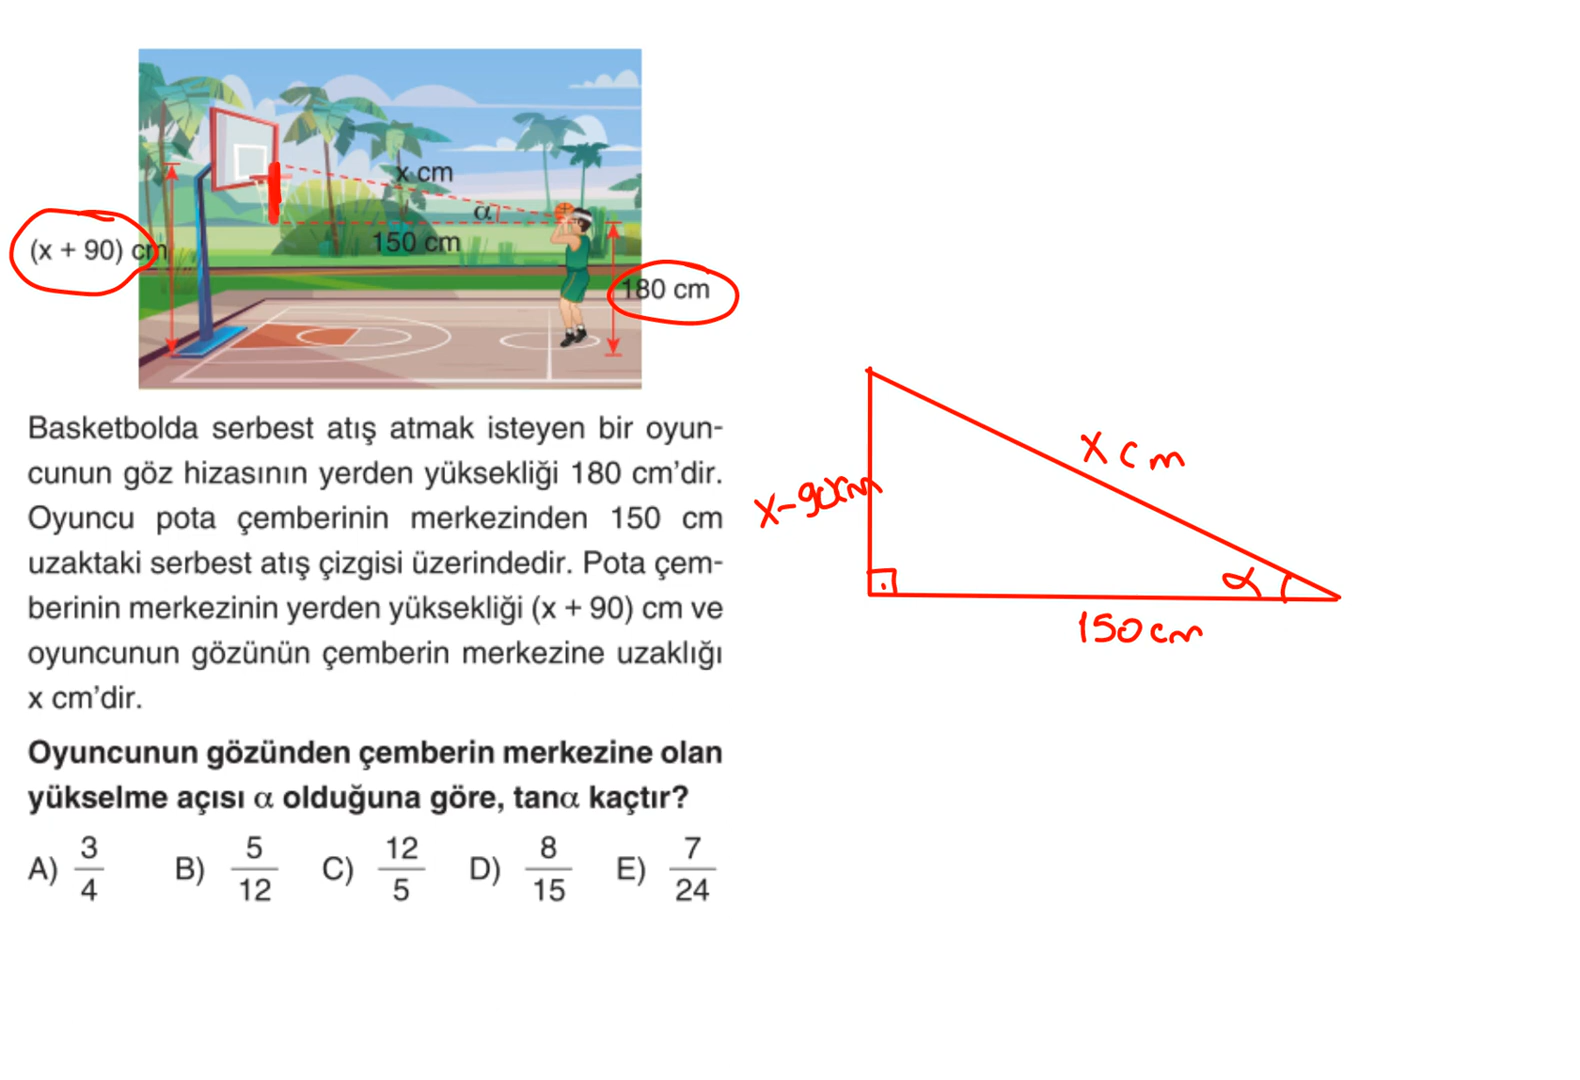 x cm
α
(x + 90) cm
150 cm
180 cm
Basketbolda serbest atış atmak isteyen bir oyun-
cunun göz hizasının yerden yüksekliği 180 cm'dir.
Oyuncu pota çemberinin merkezinden 150 cm
uzaktaki serbest atış çizgisi üzerindedir. Pota çem-
berinin merkezinin yerden yüksekliği (x + 90) cm ve
oyuncunun gözünün çemberin merkezine uzaklığı
x cm'dir.
Oyuncunun gözünden çemberin merkezine olan
yükselme açısı α olduğuna göre, tanα kaçtır?
A) 3/4 B) 5/12 C) 12/5 D) 8/15 E) 7/24
x cm
x-90cm
α
150cm